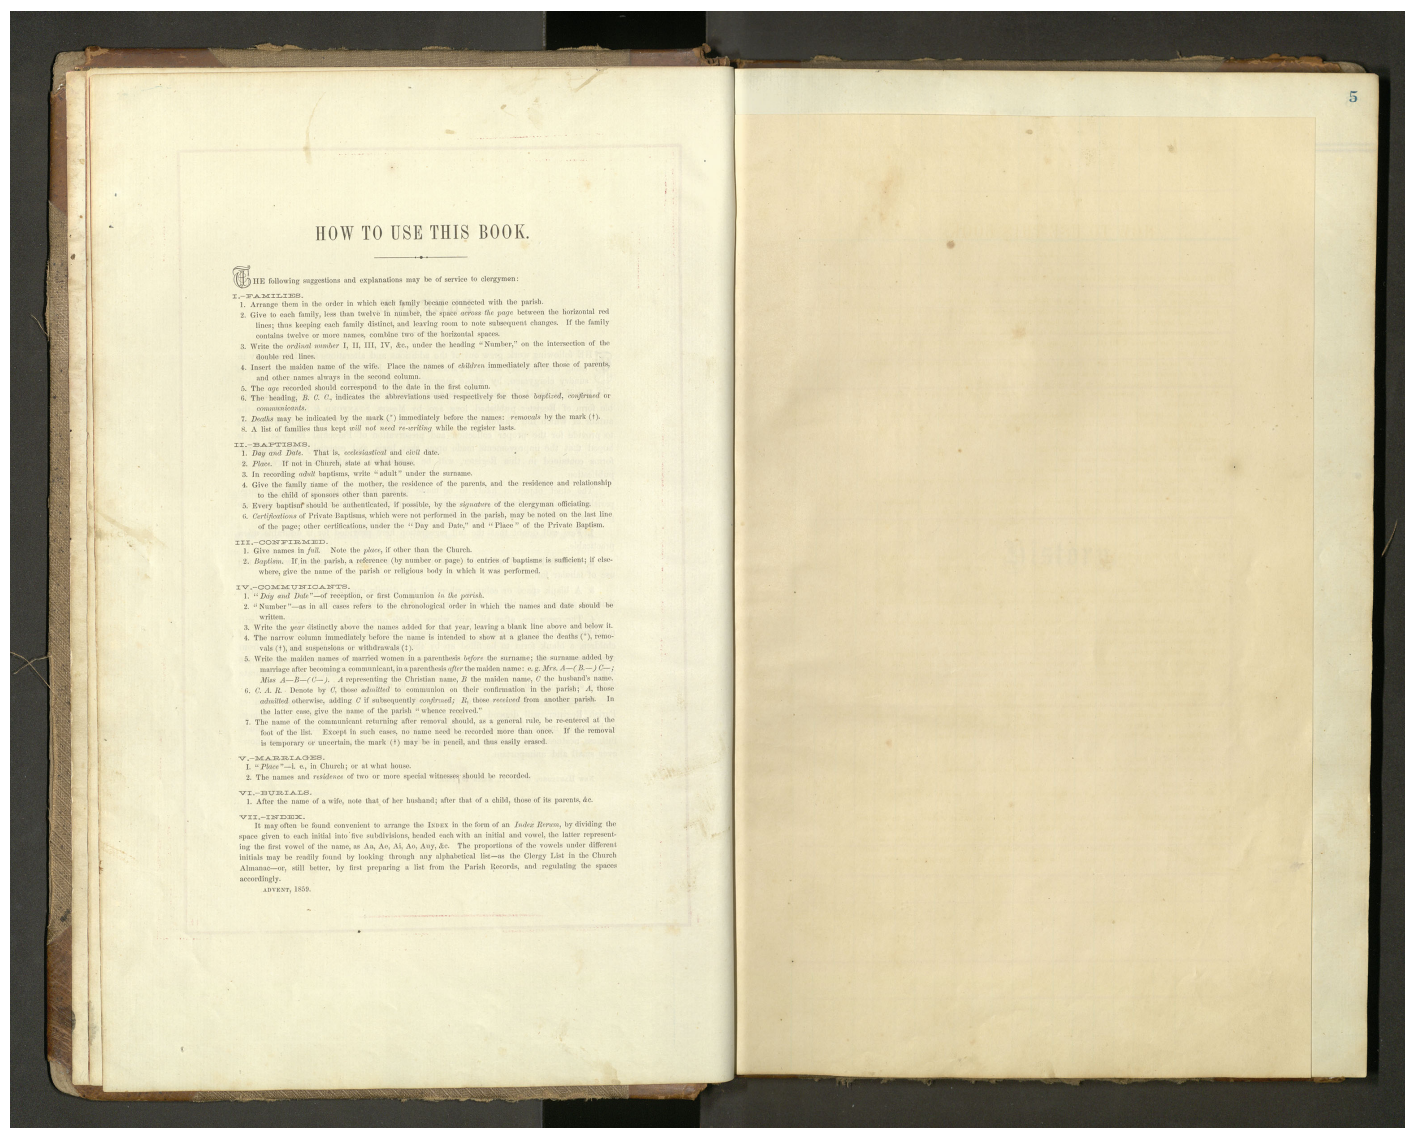 HOW TO USE THIS BOOK.
THE following suggestions and explanations may be of service to clergymen:
I.–FAMILIES.
1. Arrange them in the order in which each family became connected with the parish.
2. Give to each family, less than twelve in number, the space across the page between the horizontal red
lines; thus keeping each family distinct, and leaving room to note subsequent changes. If the family
contains twelve or more names, combine two of the horizontal spaces.
3. Write the ordinal number I, II, III, IV, &c., under the heading "Number," on the intersection of the
double red lines.
4. Insert the maiden name of the wife. Place the names of children immediately after those of parents,
and other names always in the second column.
5. The age recorded should correspond to the date in the first column.
6. The heading, B. C. C., indicates the abbreviations used respectively for those baptized, confirmed or
communicants.
7. Deaths may be indicated by the mark (*) immediately before the names: removals by the mark (†).
8. A list of families thus kept will not need re-writing while the register lasts.
II.–BAPTISMS.
1. Day and Date. That is, ecclesiastical and civil date.
2. Place. If not in Church, state at what house.
3. In recording adult baptisms, write "adult" under the surname.
4. Give the family name of the mother, the residence of the parents, and the residence and relationship
to the child of sponsors other than parents.
5. Every baptism should be authenticated, if possible, by the signature of the clergyman officiating.
6. Certifications of Private Baptisms, which were not performed in the parish, may be noted on the last line
of the page; other certifications, under the "Day and Date," and "Place" of the Private Baptism.
III.–CONFIRMED.
1. Give names in full. Note the place, if other than the Church.
2. Baptism. If in the parish, a reference (by number or page) to entries of baptisms is sufficient; if else-
where, give the name of the parish or religious body in which it was performed.
IV.–COMMUNICANTS.
1. "Day and Date"—of reception, or first Communion in the parish.
2. "Number"—as in all cases refers to the chronological order in which the names and date should be
written.
3. Write the year distinctly above the names added for that year, leaving a blank line above and below it.
4. The narrow column immediately before the name is intended to show at a glance the deaths (*), remo-
vals (†), and suspensions or withdrawals (‡).
5. Write the maiden names of married women in a parenthesis before the surname; the surname added by
marriage after becoming a communicant, in a parenthesis after the maiden name: e. g. Mrs. A—(B.—) C—;
Miss A—B—(C—). A representing the Christian name, B the maiden name, C the husband's name.
6. C. A. R. Denote by C, those admitted to communion on their confirmation in the parish; A, those
admitted otherwise, adding C if subsequently confirmed; R, those received from another parish. In
the latter case, give the name of the parish "whence received."
7. The name of the communicant returning after removal should, as a general rule, be re-entered at the
foot of the list. Except in such cases, no name need be recorded more than once. If the removal
is temporary or uncertain, the mark (†) may be in pencil, and thus easily erased.
V.–MARRIAGES.
1. "Place"—i. e., in Church; or at what house.
2. The names and residence of two or more special witnesses should be recorded.
VI.–BURIALS.
1. After the name of a wife, note that of her husband; after that of a child, those of its parents, &c.
VII.–INDEX.
It may often be found convenient to arrange the INDEX in the form of an Index Rerum, by dividing the
space given to each initial into five subdivisions, headed each with an initial and vowel, the latter represent-
ing the first vowel of the name, as Aa, Ae, Ai, Ao, Auy, &c. The proportions of the vowels under different
initials may be readily found by looking through any alphabetical list—as the Clergy List in the Church
Almanac—or, still better, by first preparing a list from the Parish Records, and regulating the spaces
accordingly.
ADVENT, 1859.
5